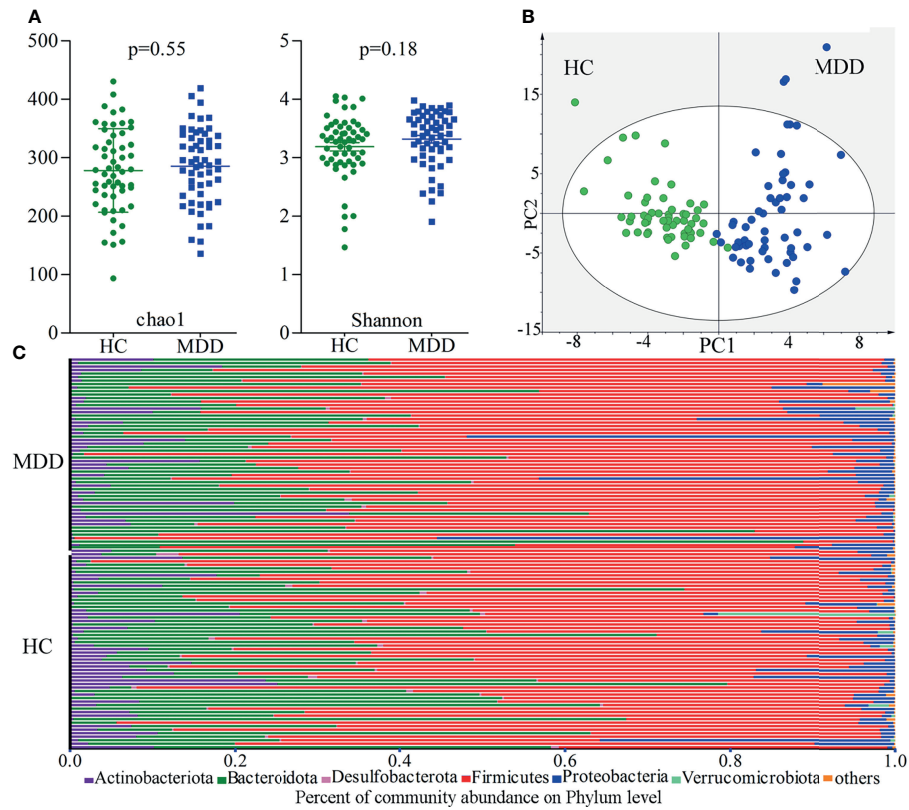 A
p=0.55
p=0.18
500
400
300
200
100
0
chao1
HC MDD
5
4
3
2
1
0
Shannon
HC MDD
B
HC
MDD
15
5
-5
-15
PC2
-8 -4 PC1 4 8
C
MDD
HC
0.0 0.2 0.4 0.6 0.8 1.0
Actinobacteriota Bacteroidota Desulfobacterota Firmicutes Proteobacteria Verrucomicrobiota others
Percent of community abundance on Phylum level